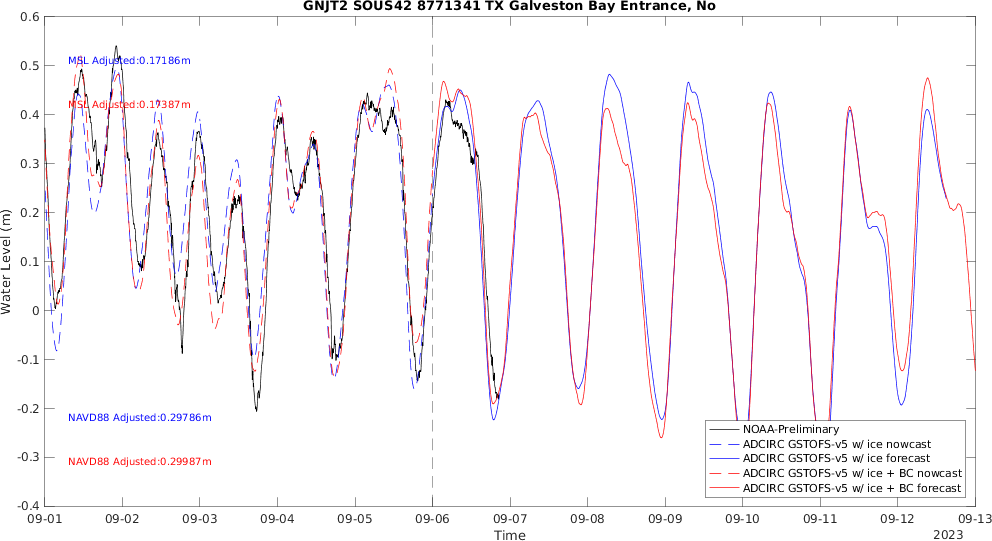 GNJT2 SOUS42 8771341 TX Galveston Bay Entrance, No
0.6
0.5
0.4
0.3
0.2
0.1
0
-0.1
-0.2
-0.3
-0.4
Water Level (m)
MSL Adjusted:0.17186m
MSL Adjusted:0.17387m
NAVD88 Adjusted:0.29786m
NAVD88 Adjusted:0.29987m
NOAA-Preliminary
ADCIRC GSTOFS-v5 w/ ice nowcast
ADCIRC GSTOFS-v5 w/ ice forecast
ADCIRC GSTOFS-v5 w/ ice + BC nowcast
ADCIRC GSTOFS-v5 w/ ice + BC forecast
09-01 09-02 09-03 09-04 09-05 09-06 09-07 09-08 09-09 09-10 09-11 09-12 09-13
Time
2023